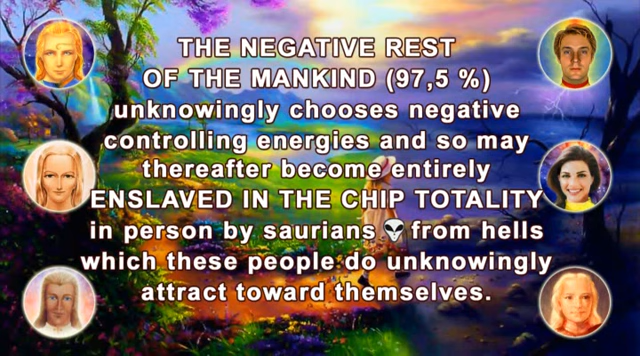 THE NEGATIVE REST
OF THE MANKIND (97,5 %)
unknowingly chooses negative
controlling energies and so may
thereafter become entirely
ENSLAVED IN THE CHIP TOTALITY
in person by saurians 👽 from hells
which these people do unknowingly
attract toward themselves.